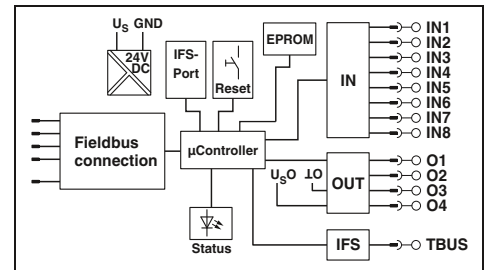 U_S GND
24V
DC
IFS-
Port
Reset
EPROM
IN
IN1
IN2
IN3
IN4
IN5
IN6
IN7
IN8
Fieldbus
connection
µController
U_SO
OT
OUT
O1
O2
O3
O4
Status
IFS
TBUS